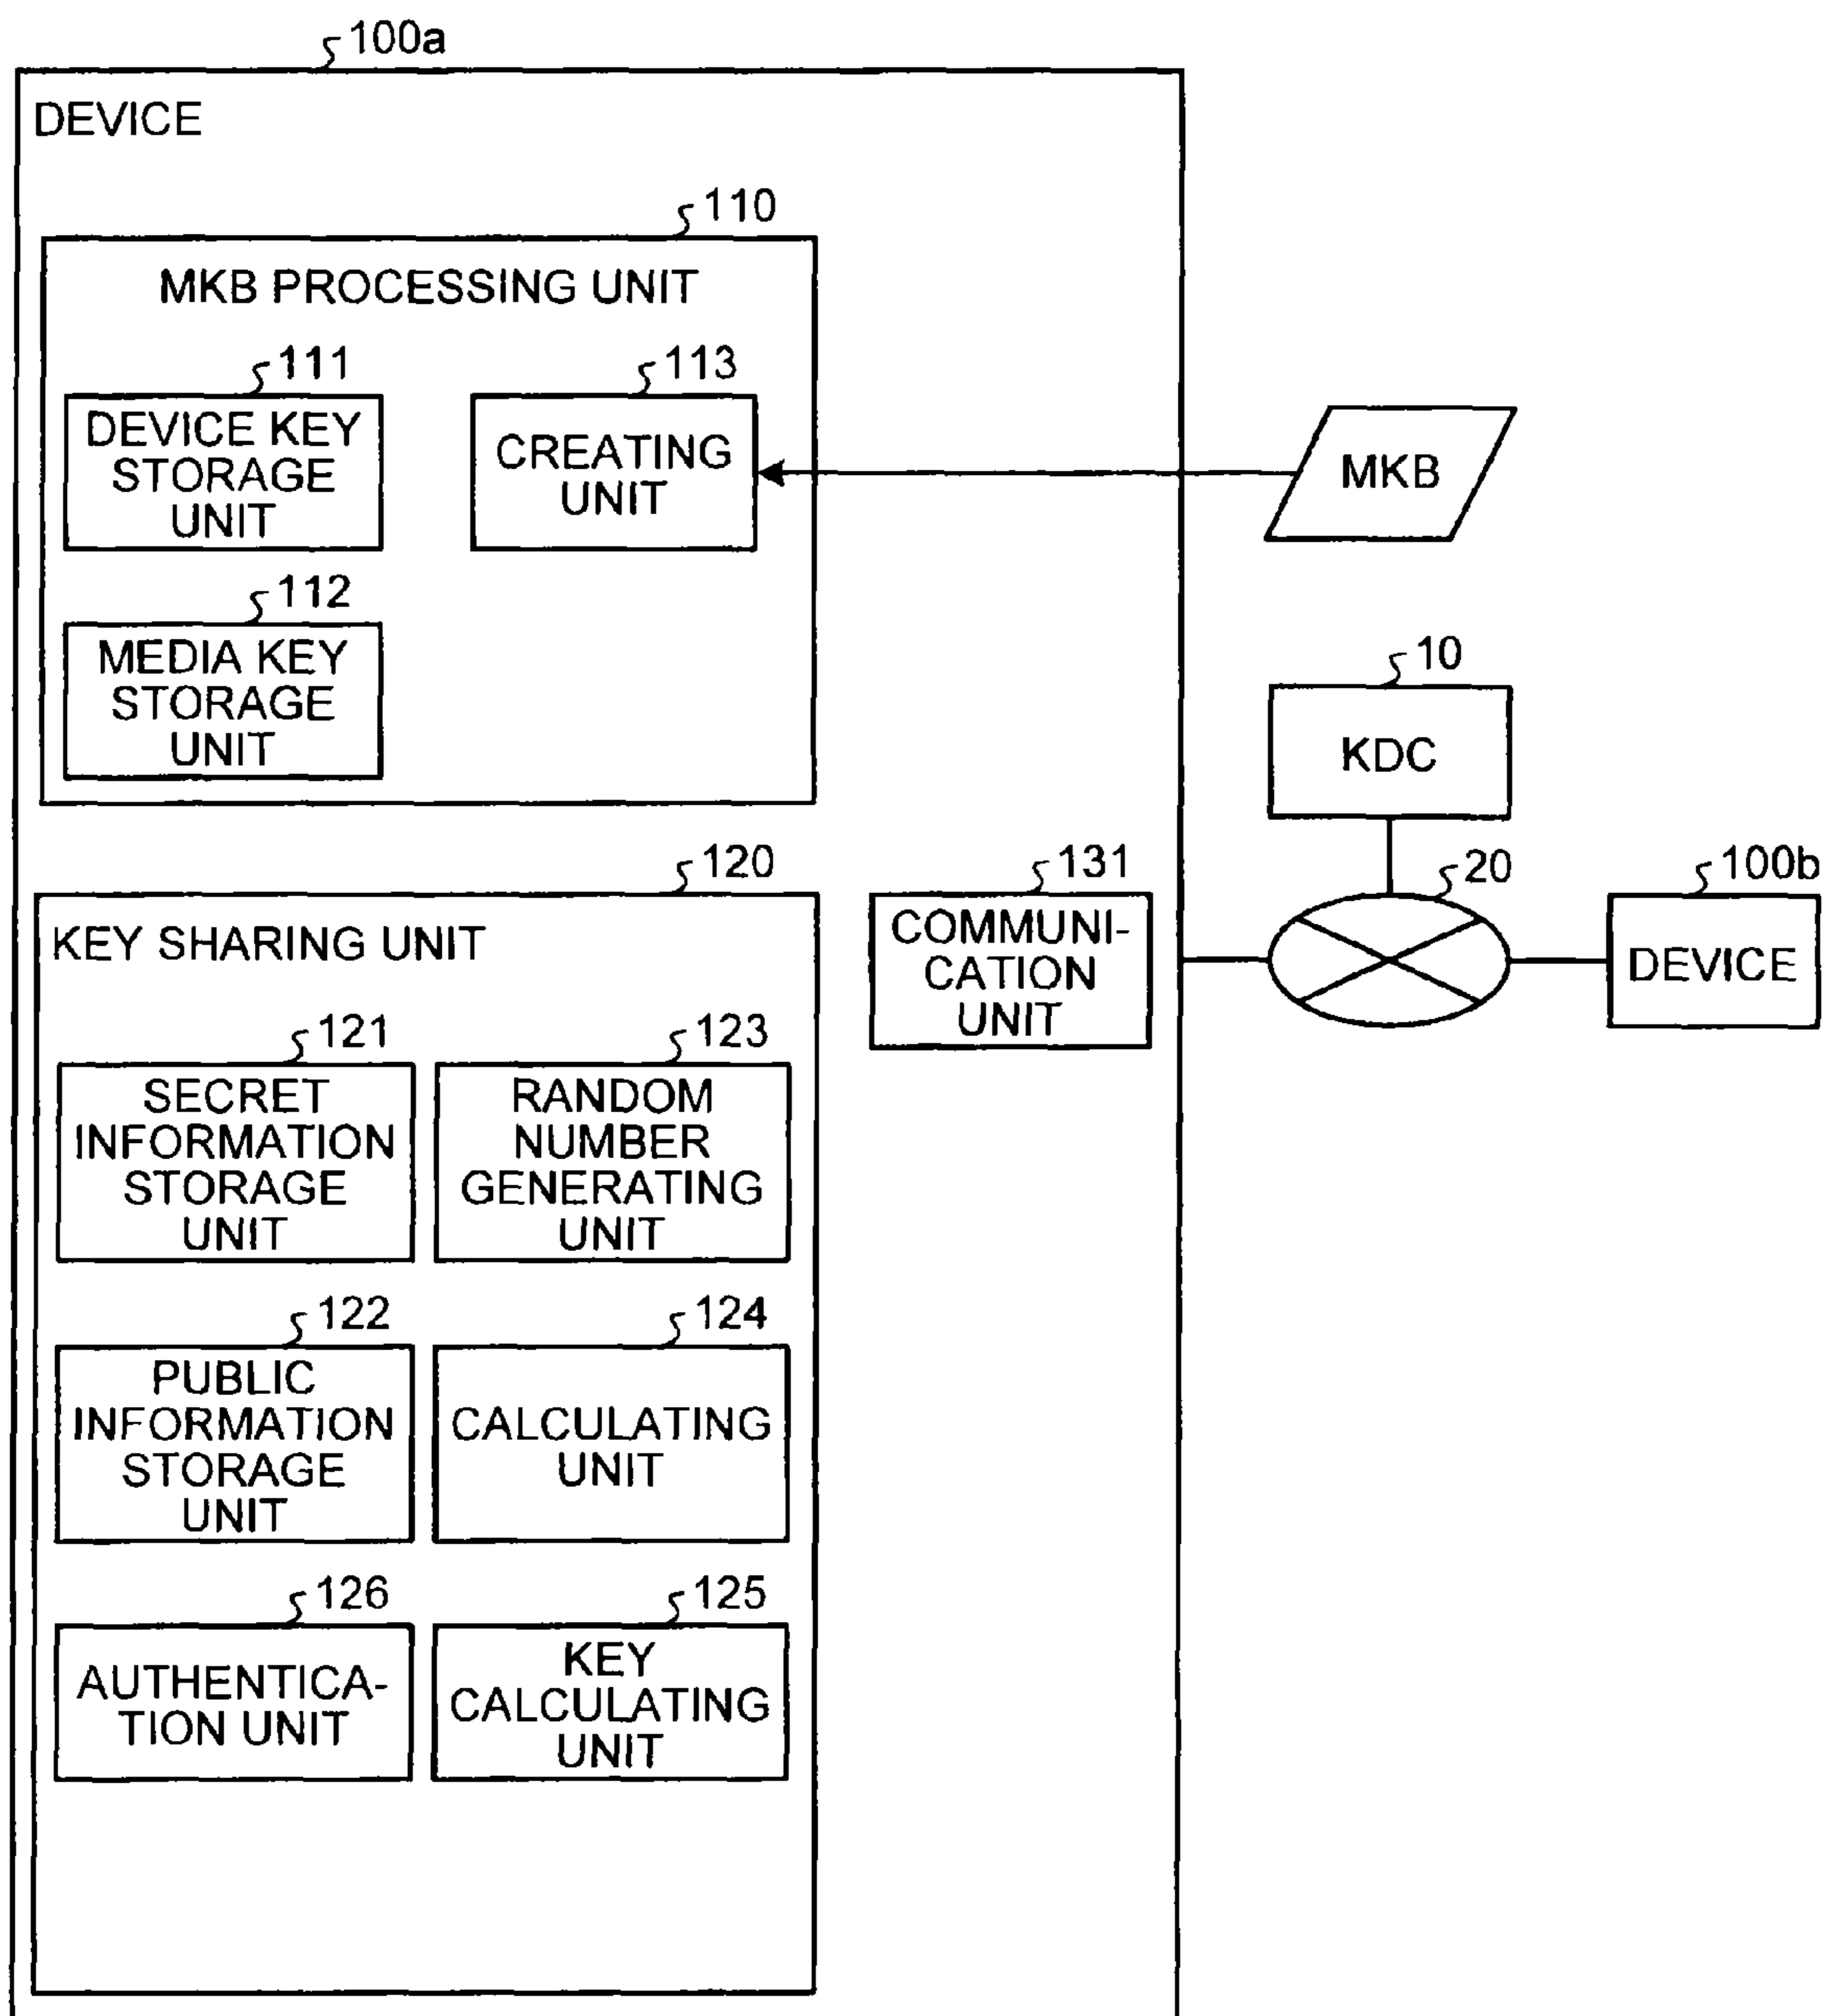 100a
DEVICE
110
MKB PROCESSING UNIT
111
DEVICE KEY
STORAGE
UNIT
113
CREATING
UNIT
MKB
112
MEDIA KEY
STORAGE
UNIT
10
KDC
120
KEY SHARING UNIT
131
COMMUNI-
CATION
UNIT
20
100b
DEVICE
121
SECRET
INFORMATION
STORAGE
UNIT
123
RANDOM
NUMBER
GENERATING
UNIT
122
PUBLIC
INFORMATION
STORAGE
UNIT
124
CALCULATING
UNIT
126
AUTHENTICA-
TION UNIT
125
KEY
CALCULATING
UNIT